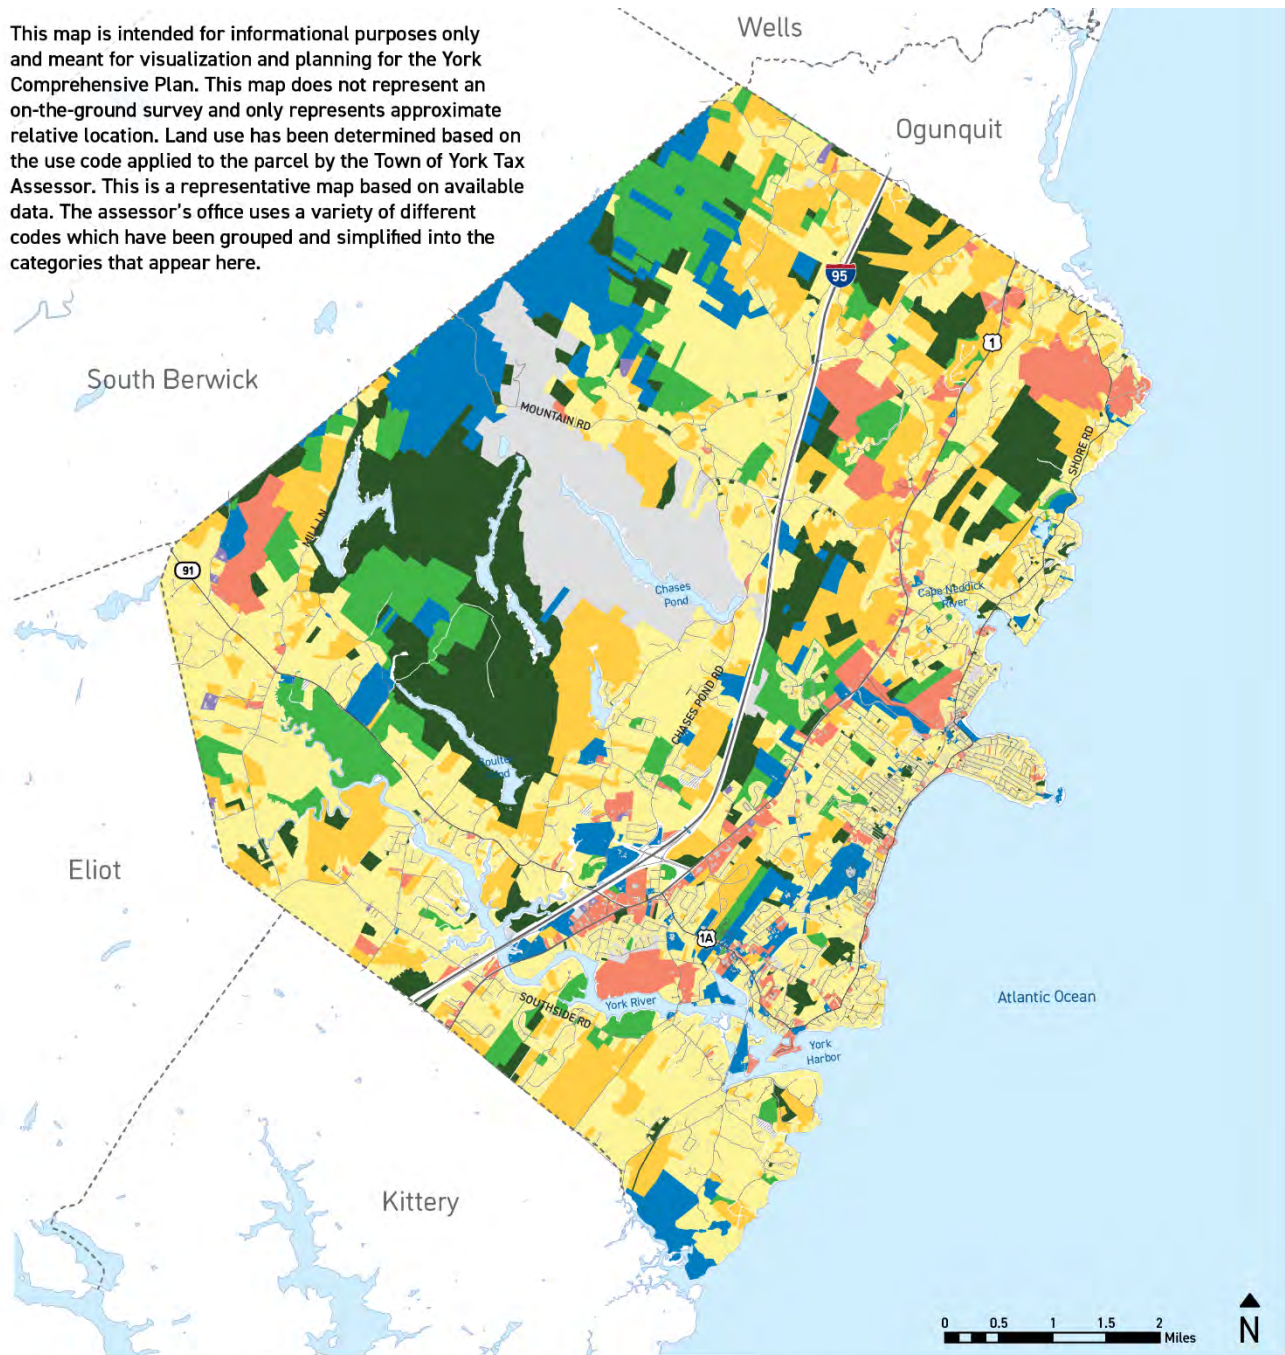 This map is intended for informational purposes only
and meant for visualization and planning for the York
Comprehensive Plan. This map does not represent an
on-the-ground survey and only represents approximate
relative location. Land use has been determined based on
the use code applied to the parcel by the Town of York Tax
Assessor. This is a representative map based on available
data. The assessor's office uses a variety of different
codes which have been grouped and simplified into the
categories that appear here.
Wells
Ogunquit
95
1
South Berwick
MOUNTAIN RD
SHORE RD
MILL LN
91
Chases
Pond
Cape Neddick
River
CHASES POND RD
Eliot
1A
York River
SOUTHSIDE RD
Atlantic Ocean
York
Harbor
Kittery
0 0.5 1 1.5 2
Miles
N